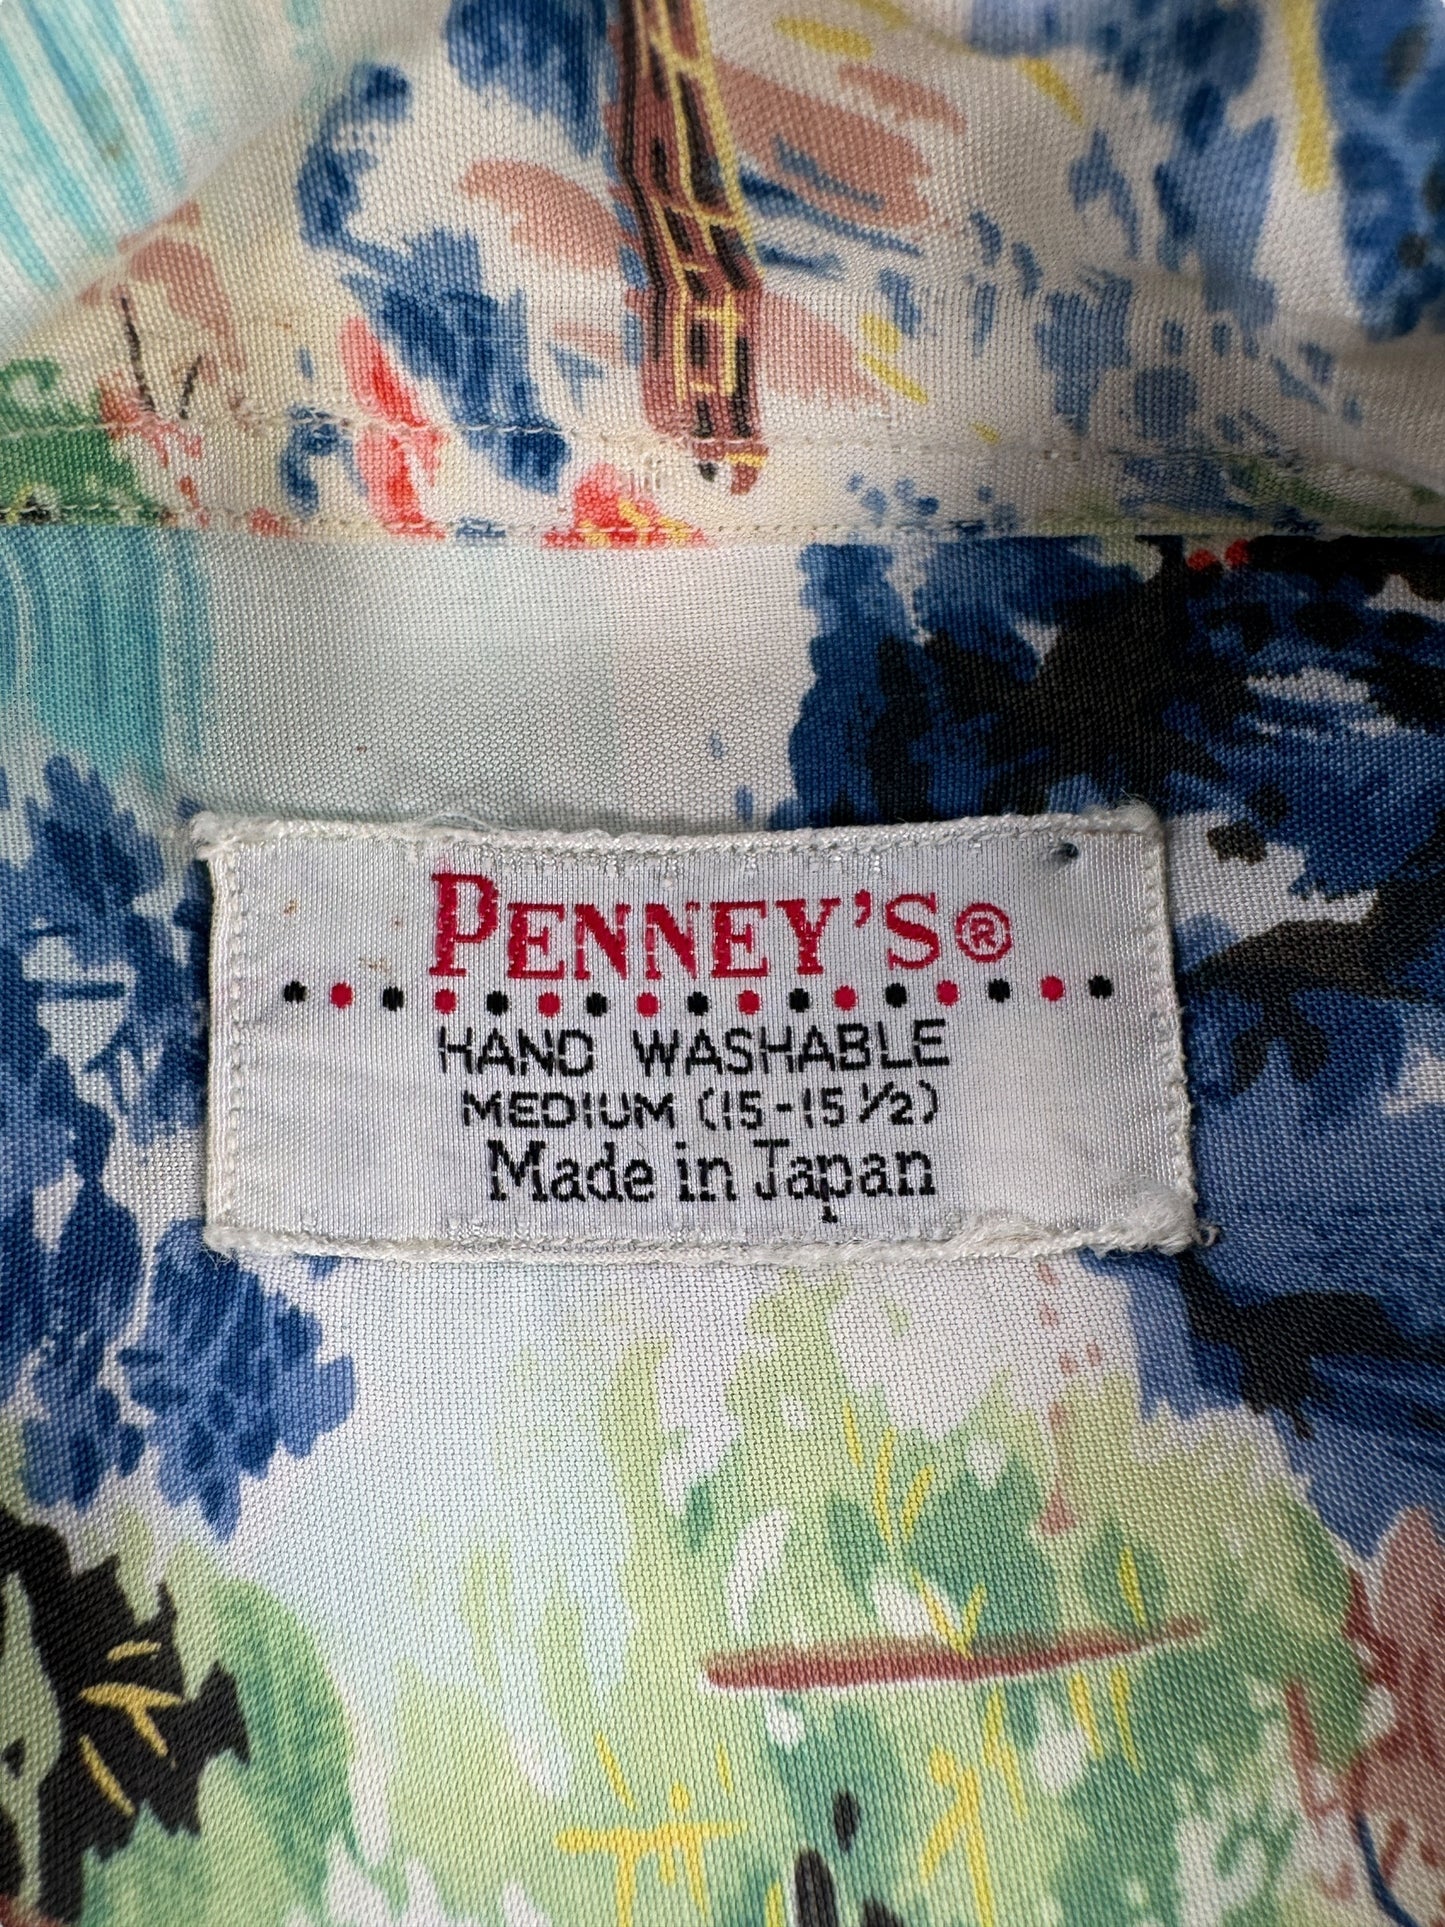 PENNEY'S®
HAND WASHABLE
MEDIUM (15-15½)
Made in Japan